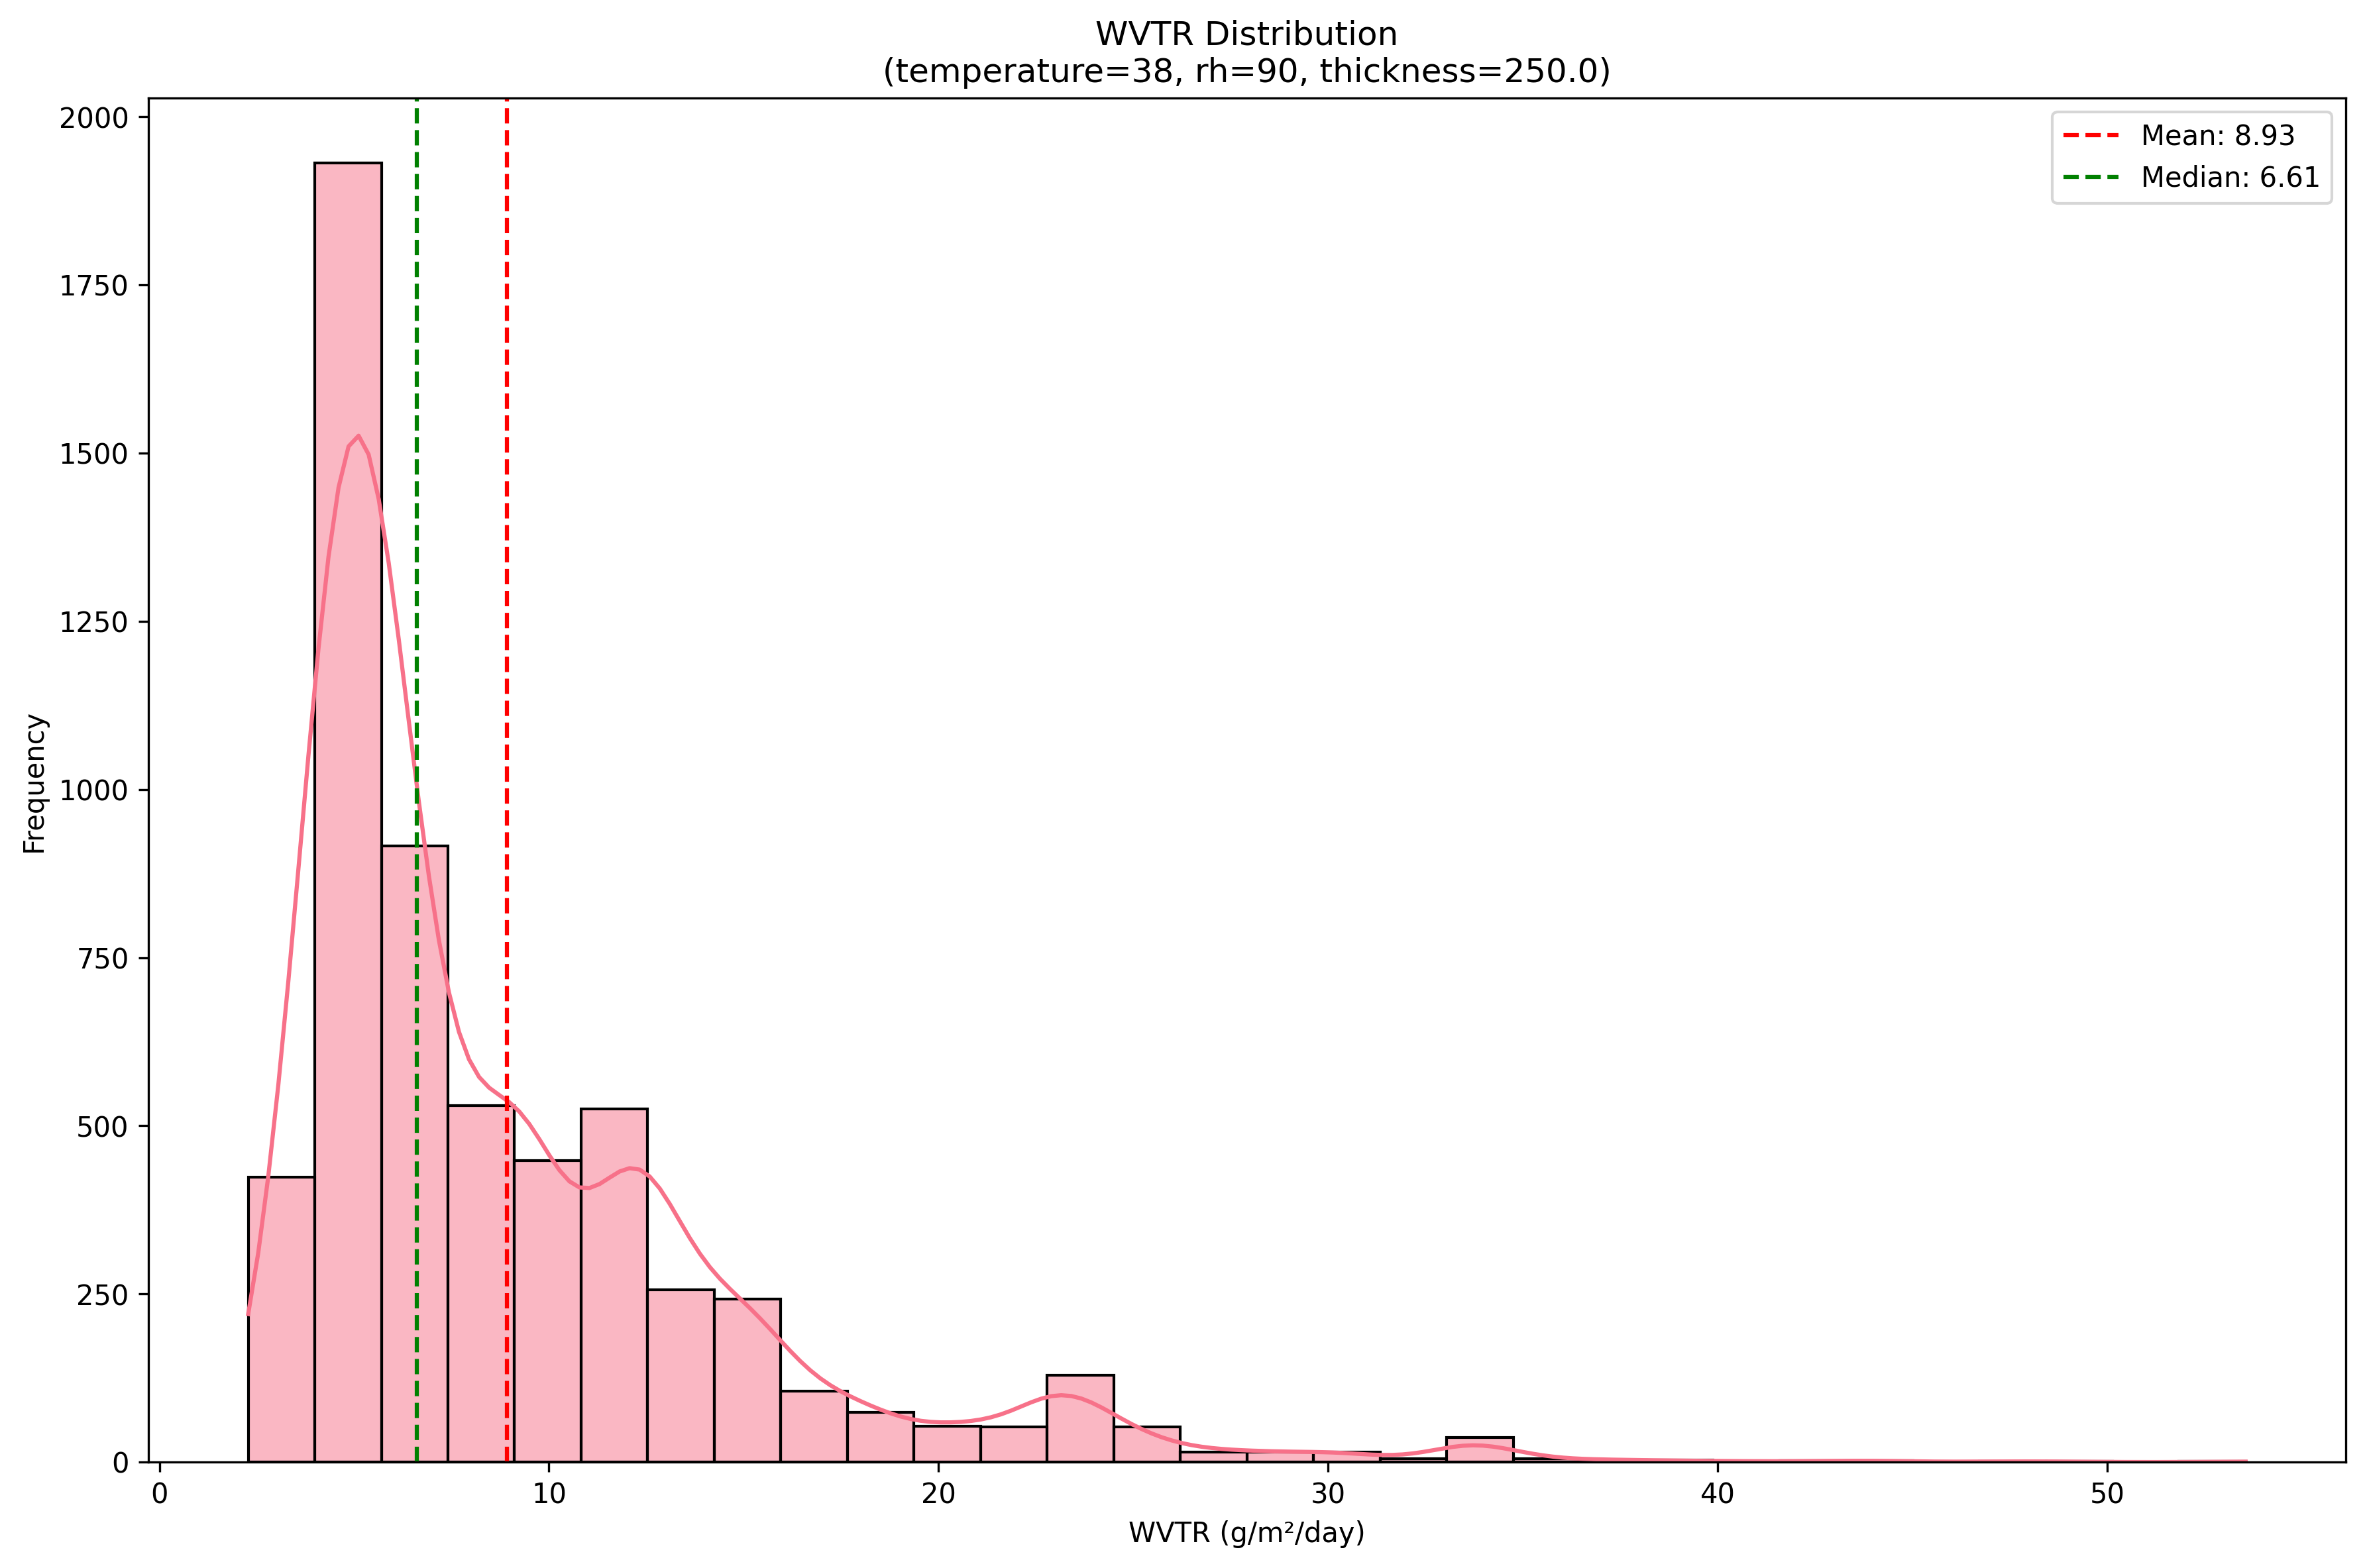 WVTR Distribution
(temperature=38, rh=90, thickness=250.0)
Mean: 8.93
Median: 6.61
2000
1750
1500
1250
1000
750
500
250
0
Frequency
0 10 20 30 40 50
WVTR (g/m²/day)